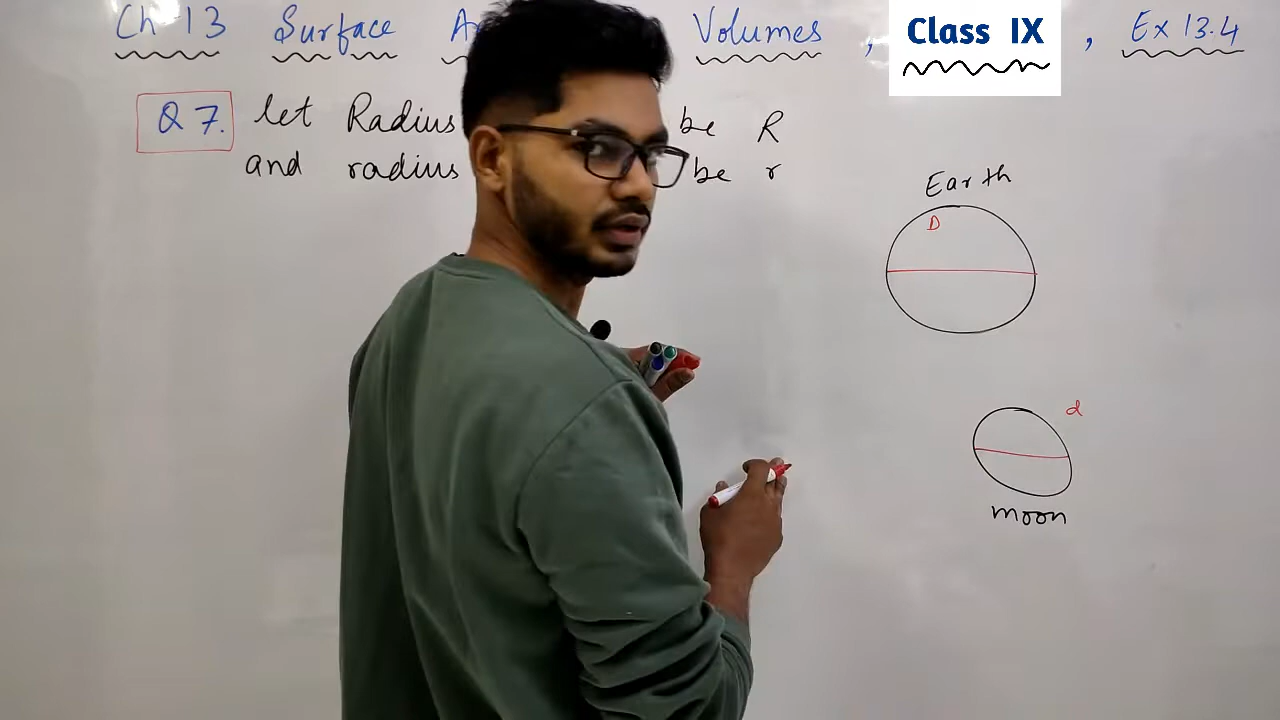 Ch 13 Surface Volumes , Class IX , Ex 13.4
Q 7. let Radius be R
and radius be r
Earth
D
d
moon